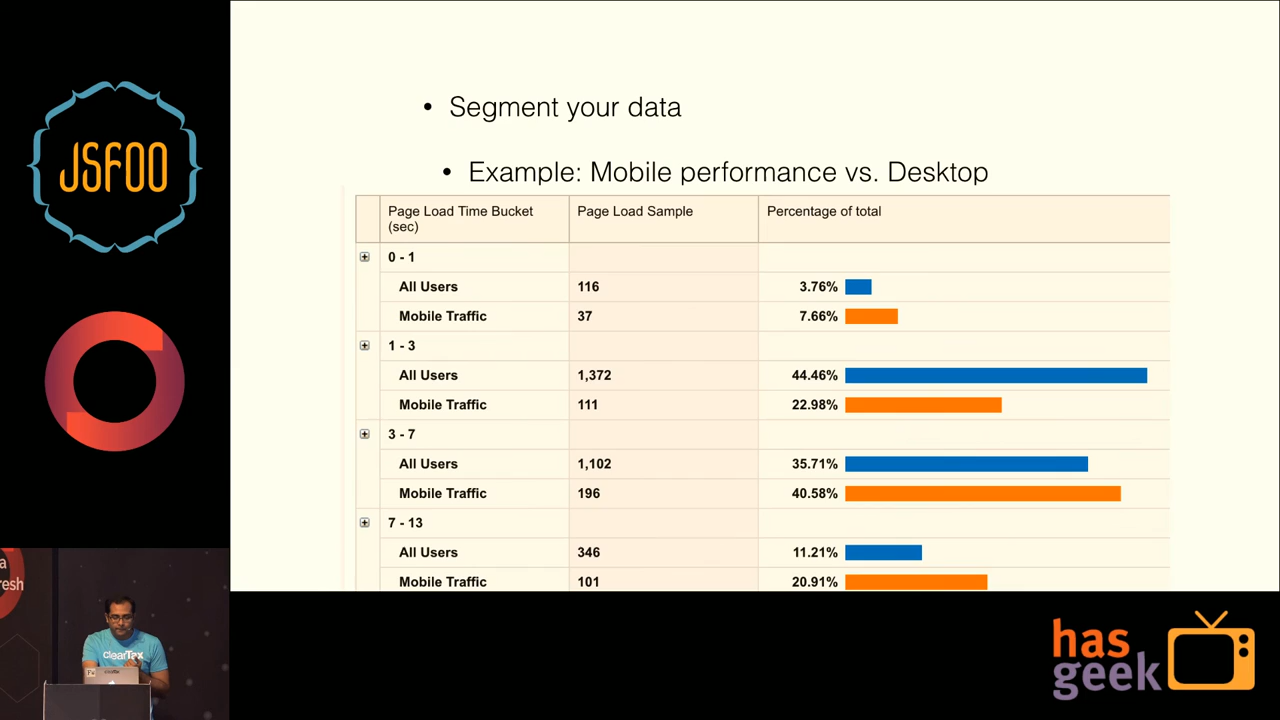 JSFOO
• Segment your data
• Example: Mobile performance vs. Desktop
Page Load Time Bucket (sec) Page Load Sample Percentage of total
0 - 1
All Users 116 3.76%
Mobile Traffic 37 7.66%
1 - 3
All Users 1,372 44.46%
Mobile Traffic 111 22.98%
3 - 7
All Users 1,102 35.71%
Mobile Traffic 196 40.58%
7 - 13
All Users 346 11.21%
Mobile Traffic 101 20.91%
a
resh
clearTax
has
geek